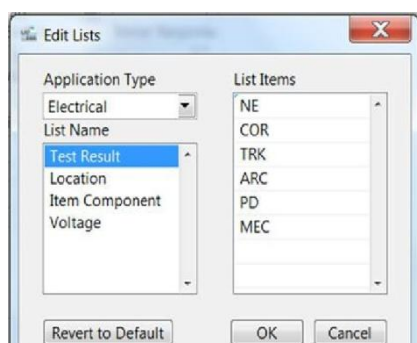 Edit Lists
Application Type
Electrical
List Name
Test Result
Location
Item Component
Voltage
List Items
NE
COR
TRK
ARC
PD
MEC
Revert to Default
OK
Cancel